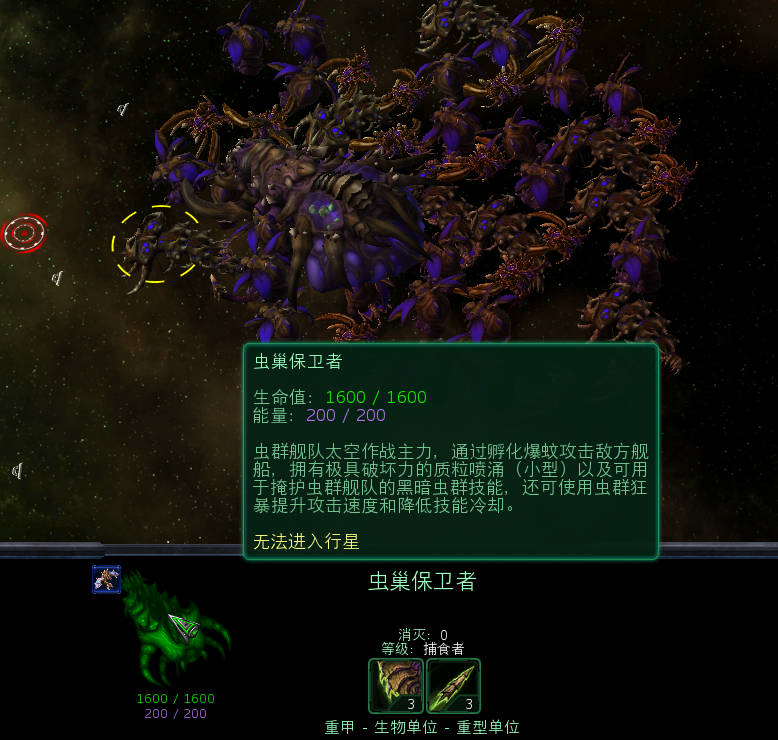 虫巢保卫者
生命值: 1600 / 1600
能量: 200 / 200
虫群舰队太空作战主力, 通过孵化爆蚊攻击敌方舰
船, 拥有极具破坏力的质粒喷涌（小型）以及可用
于掩护虫群舰队的黑暗虫群技能, 还可使用虫群狂
暴提升攻击速度和降低技能冷却。
无法进入行星
虫巢保卫者
消灭: 0
等级: 捕食者
3
3
1600 / 1600
200 / 200
重甲 - 生物单位 - 重型单位